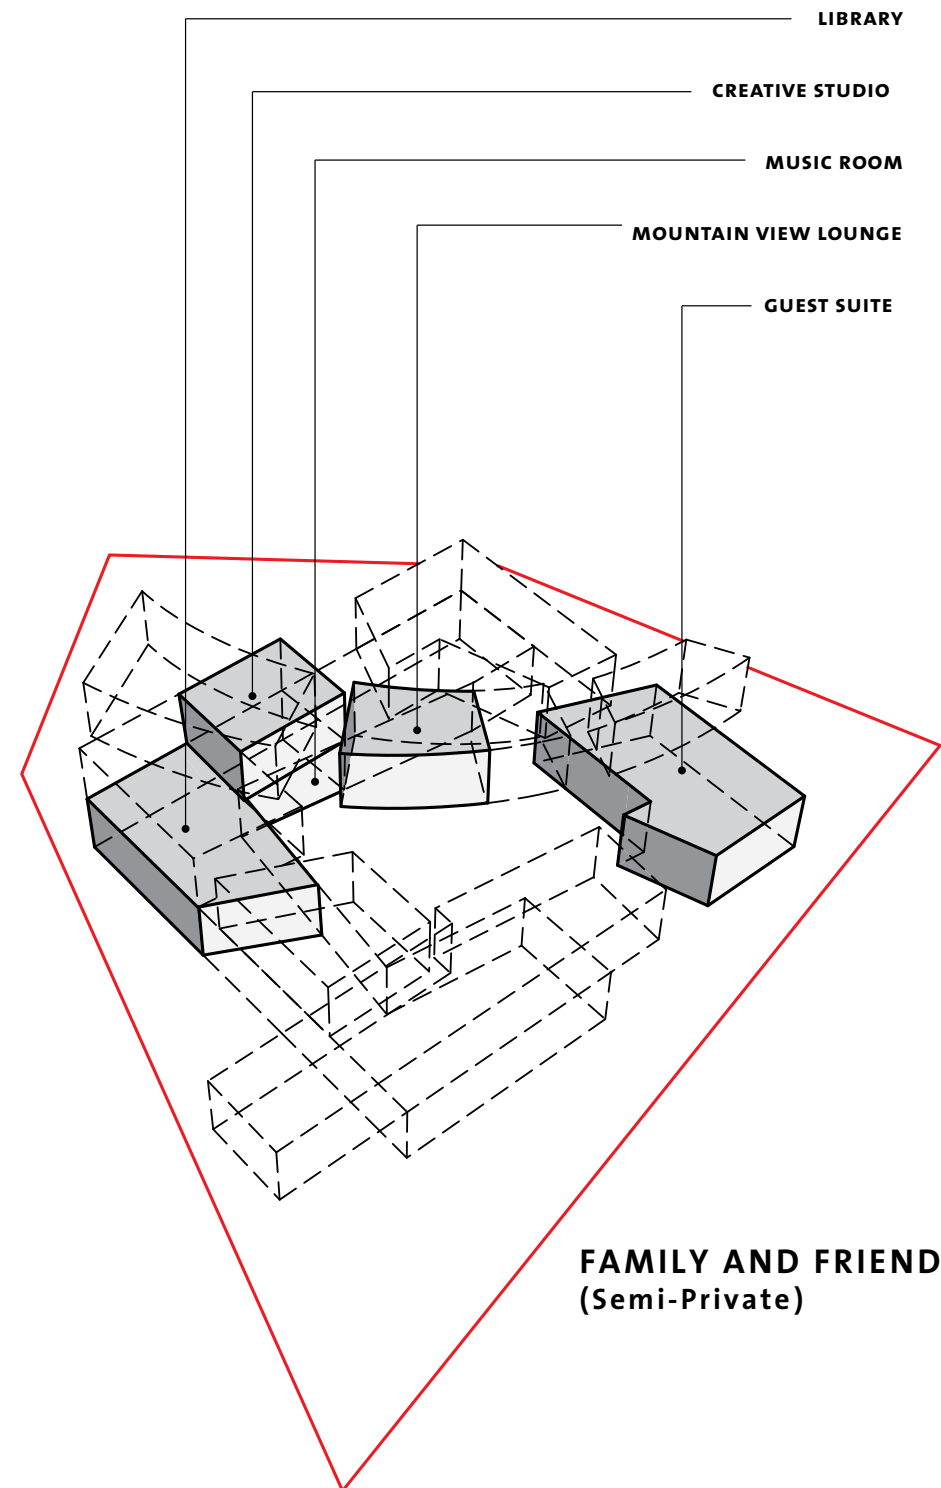 LIBRARY
CREATIVE STUDIO
MUSIC ROOM
MOUNTAIN VIEW LOUNGE
GUEST SUITE
FAMILY AND FRIEND
(Semi-Private)